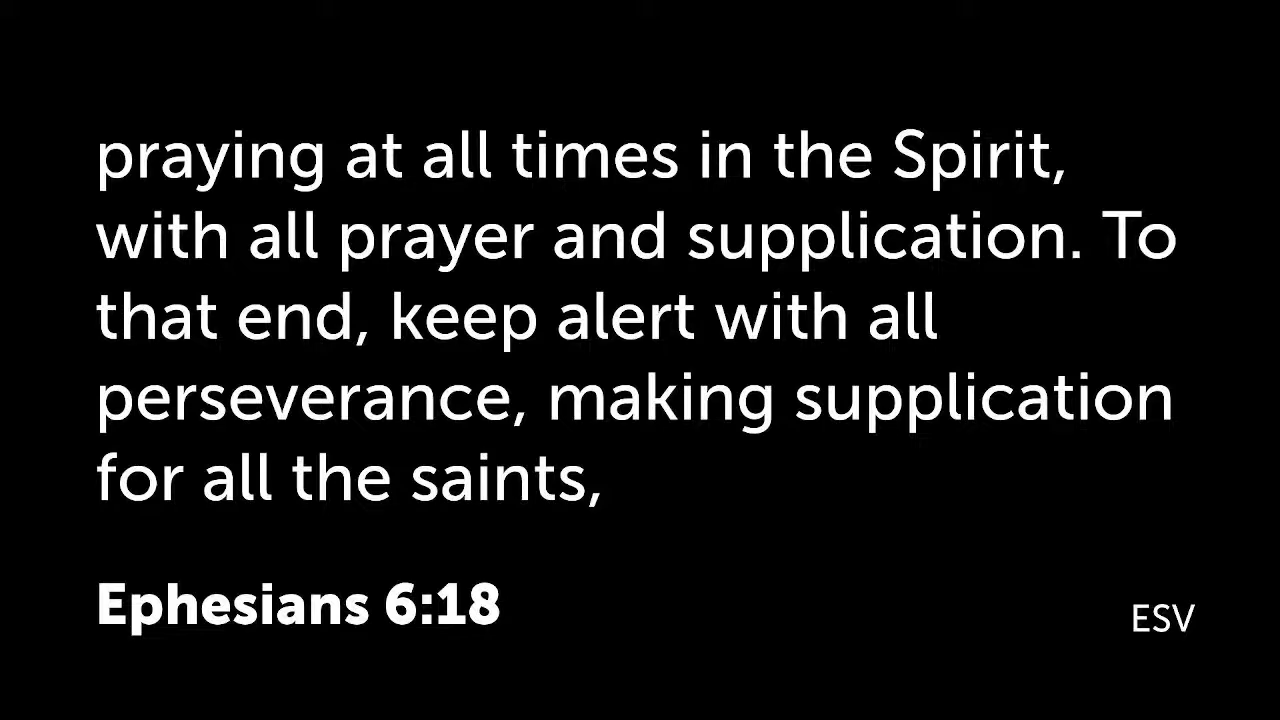 praying at all times in the Spirit,
with all prayer and supplication. To
that end, keep alert with all
perseverance, making supplication
for all the saints,
Ephesians 6:18
ESV